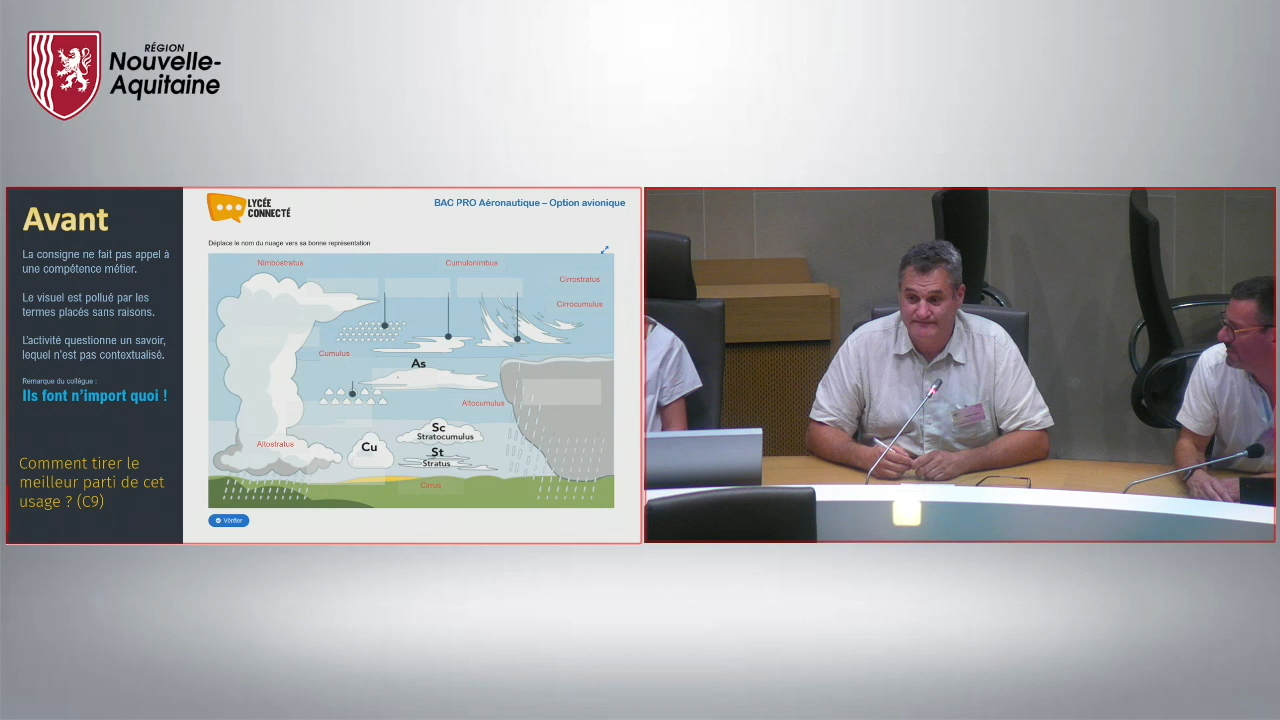 RÉGION
Nouvelle-
Aquitaine
Avant
La consigne ne fait pas appel à
une compétence métier.
Le visuel est pollué par les
termes placés sans raisons.
L'activité questionne un savoir,
lequel n'est pas contextualisé.
Remarque du collègue :
Ils font n'import quoi !
Comment tirer le
meilleur parti de cet
usage ? (C9)
LYCÉE
CONNECTÉ
BAC PRO Aéronautique – Option avionique
Déplace le nom du nuage vers sa bonne représentation
Nimbostratus
Cumulonimbus
Cirrostratus
Cirrocumulus
Cumulus
As
Altocumulus
Altostratus
Cu
Sc
Stratocumulus
St
Stratus
Cirrus
Vérifier